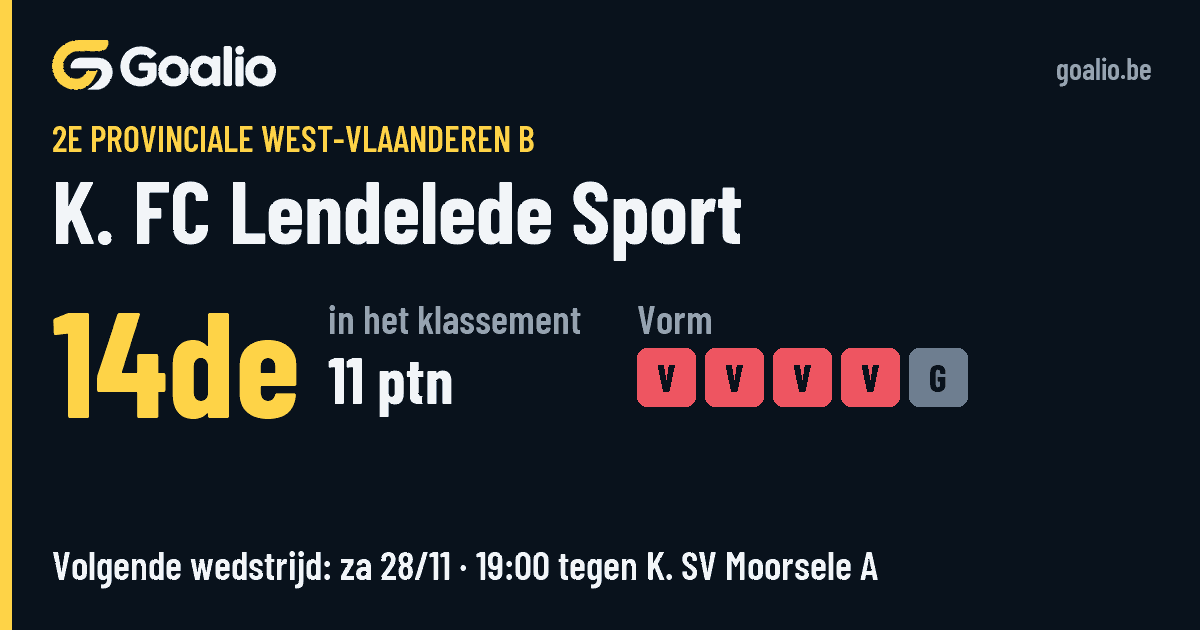 Goalio
goalio.be
2E PROVINCIALE WEST-VLAANDEREN B
K. FC Lendelede Sport
14de
in het klassement
11 ptn
Vorm
V V V V G
Volgende wedstrijd: za 28/11 · 19:00 tegen K. SV Moorsele A